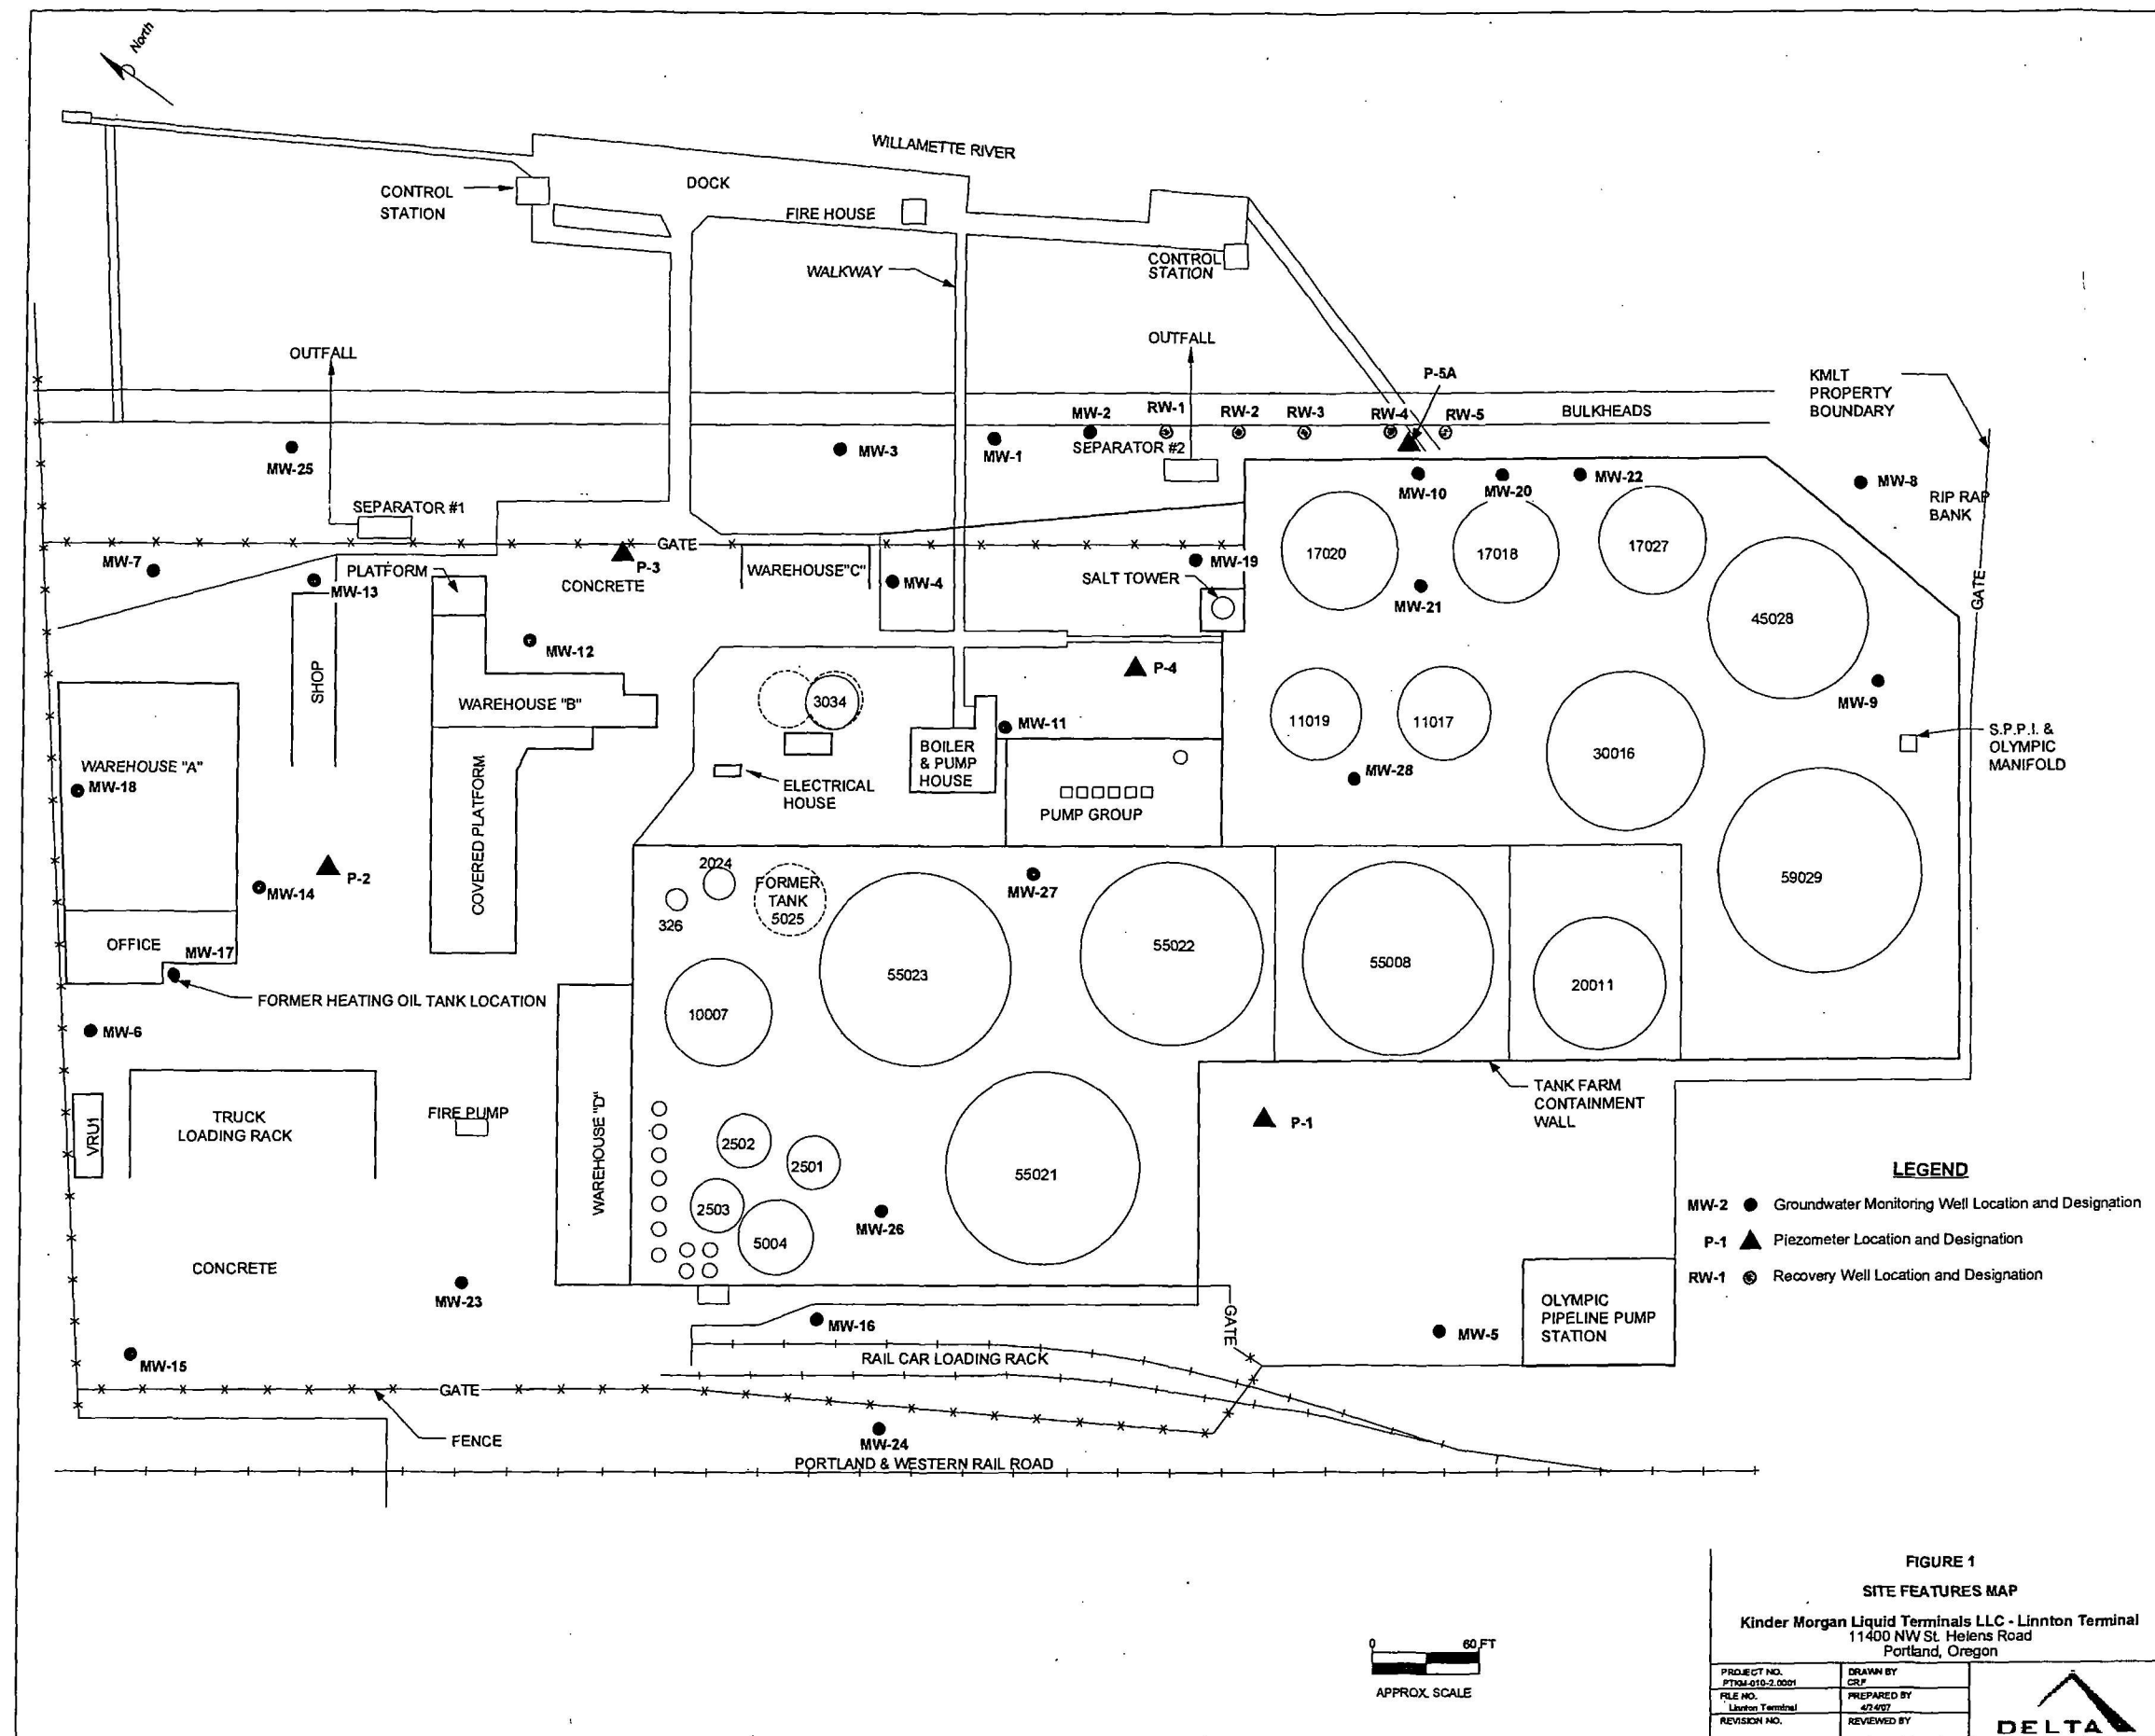 North
WILLAMETTE RIVER
DOCK
CONTROL
STATION
FIRE HOUSE
WALKWAY
CONTROL
STATION
OUTFALL
OUTFALL
P-5A
KMLT
PROPERTY
BOUNDARY
MW-2
RW-1
RW-2
RW-3
RW-4
RW-5
BULKHEADS
MW-25
MW-3
MW-1
SEPARATOR #2
MW-10
MW-20
MW-22
MW-8
RIP RAP
BANK
SEPARATOR #1
GATE
MW-7
PLATFORM
P-3
CONCRETE
WAREHOUSE"C"
MW-4
MW-19
SALT TOWER
17020
17018
17027
MW-13
MW-21
GATE
45028
MW-12
SHOP
P-4
WAREHOUSE "B"
3034
MW-11
11019
11017
MW-9
WAREHOUSE "A"
MW-18
BOILER
& PUMP
HOUSE
ELECTRICAL
HOUSE
PUMP GROUP
MW-28
30016
S.P.P.I. &
OLYMPIC
MANIFOLD
COVERED PLATFORM
P-2
MW-14
2024
326
FORMER
TANK
5025
MW-27
59029
OFFICE
MW-17
FORMER HEATING OIL TANK LOCATION
55023
55022
55008
20011
10007
MW-6
VRU1
TRUCK
LOADING RACK
FIRE PUMP
WAREHOUSE "D"
2502
2501
2503
5004
MW-26
55021
P-1
TANK FARM
CONTAINMENT
WALL
CONCRETE
MW-23
MW-16
GATE
MW-5
OLYMPIC
PIPELINE PUMP
STATION
MW-15
RAIL CAR LOADING RACK
GATE
FENCE
MW-24
PORTLAND & WESTERN RAIL ROAD
LEGEND
MW-2 Groundwater Monitoring Well Location and Designation
P-1 Piezometer Location and Designation
RW-1 Recovery Well Location and Designation
0 60 FT
APPROX. SCALE
FIGURE 1
SITE FEATURES MAP
Kinder Morgan Liquid Terminals LLC - Linnton Terminal
11400 NW St. Helens Road
Portland, Oregon
PROJECT NO.
PTKM-010-2.0001
DRAWN BY
CRF
FILE NO.
Linnton Terminal
PREPARED BY
4/24/07
REVISION NO.
REVIEWED BY
DELTA